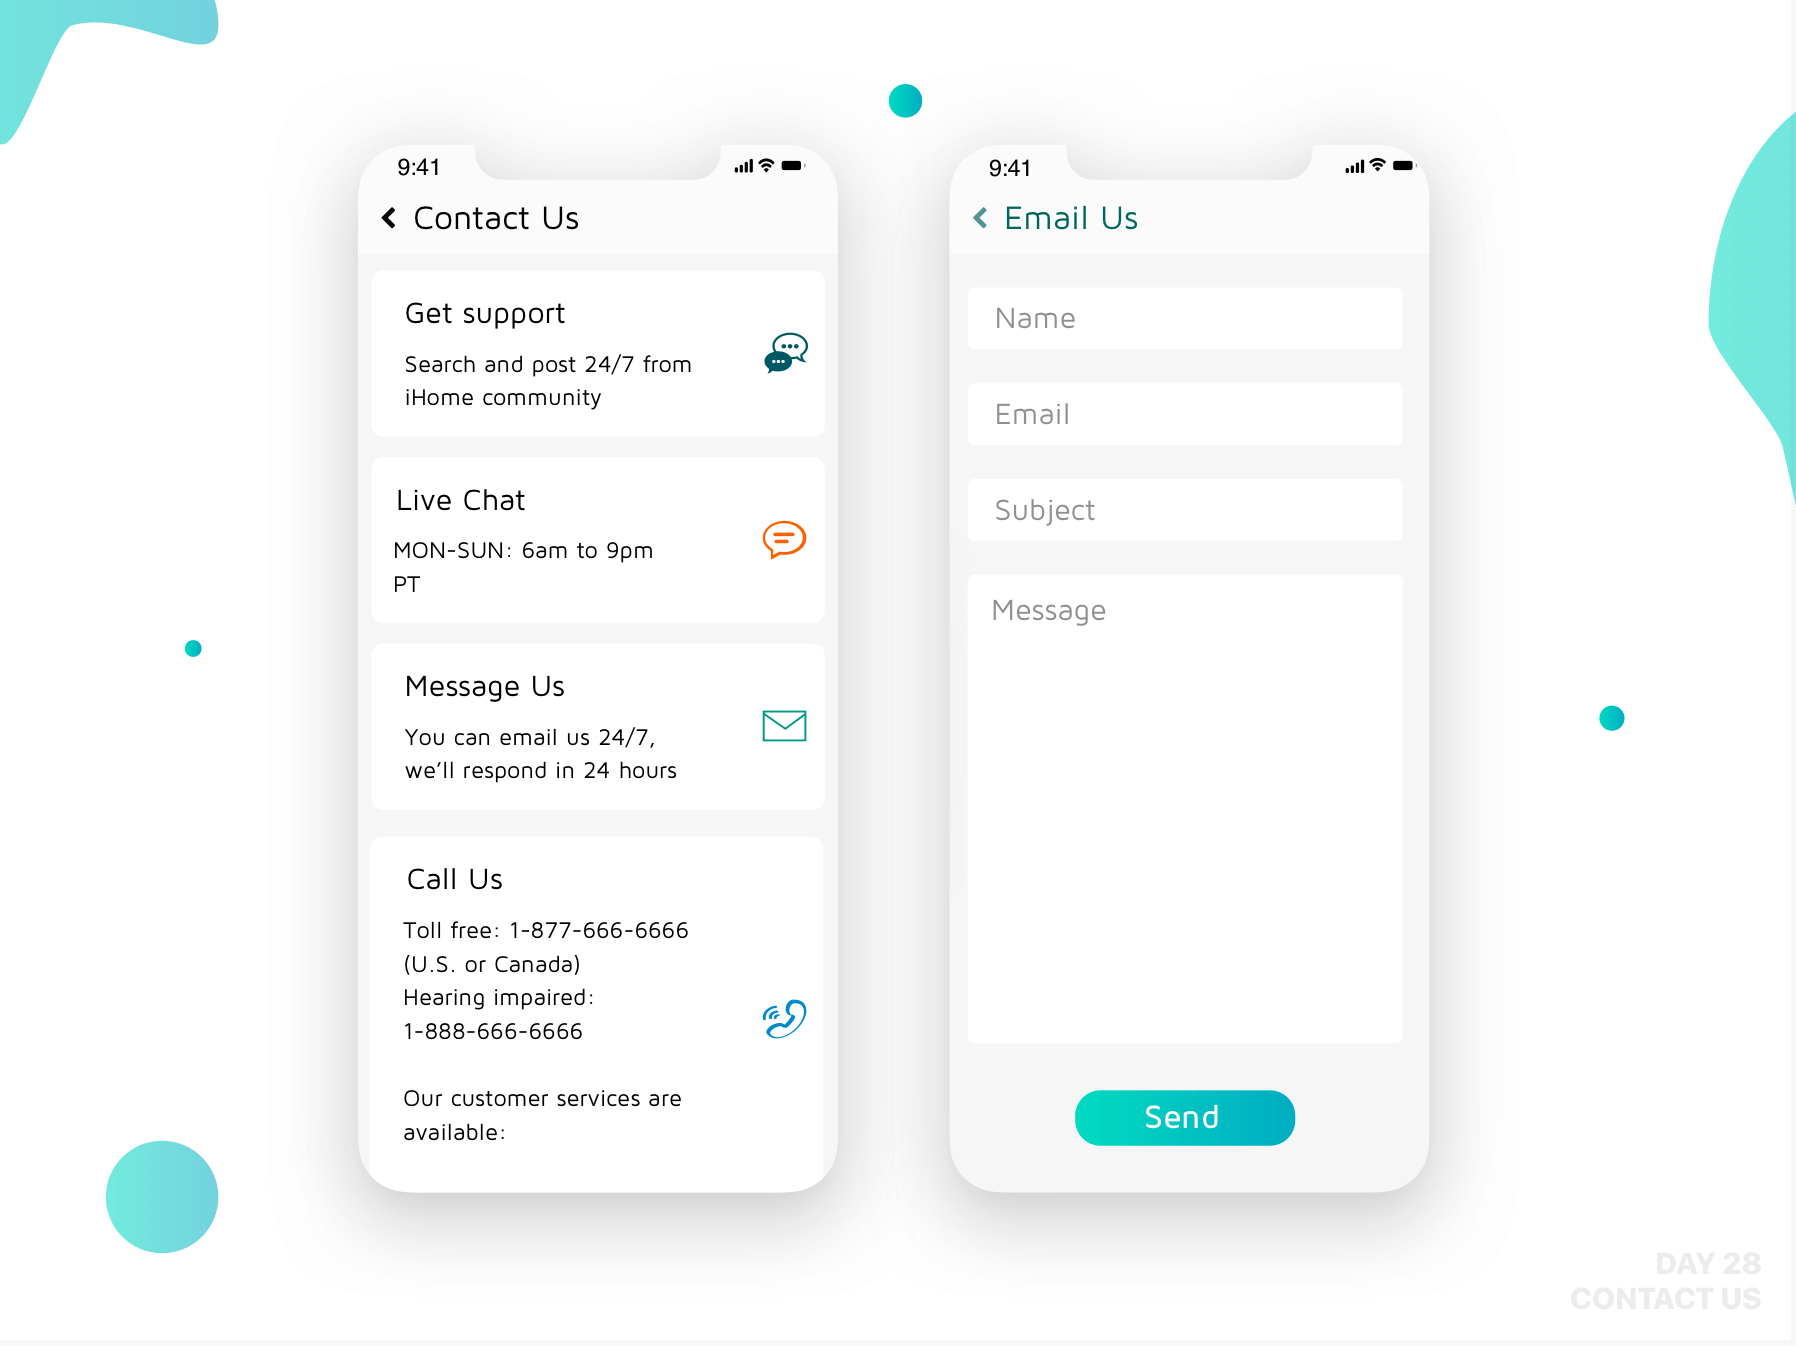 9:41
Contact Us
Get support
Search and post 24/7 from
iHome community
Live Chat
MON-SUN: 6am to 9pm
PT
Message Us
You can email us 24/7,
we’ll respond in 24 hours
Call Us
Toll free: 1-877-666-6666
(U.S. or Canada)
Hearing impaired:
1-888-666-6666
Our customer services are
available:
9:41
Email Us
Name
Email
Subject
Message
Send
DAY 28
CONTACT US